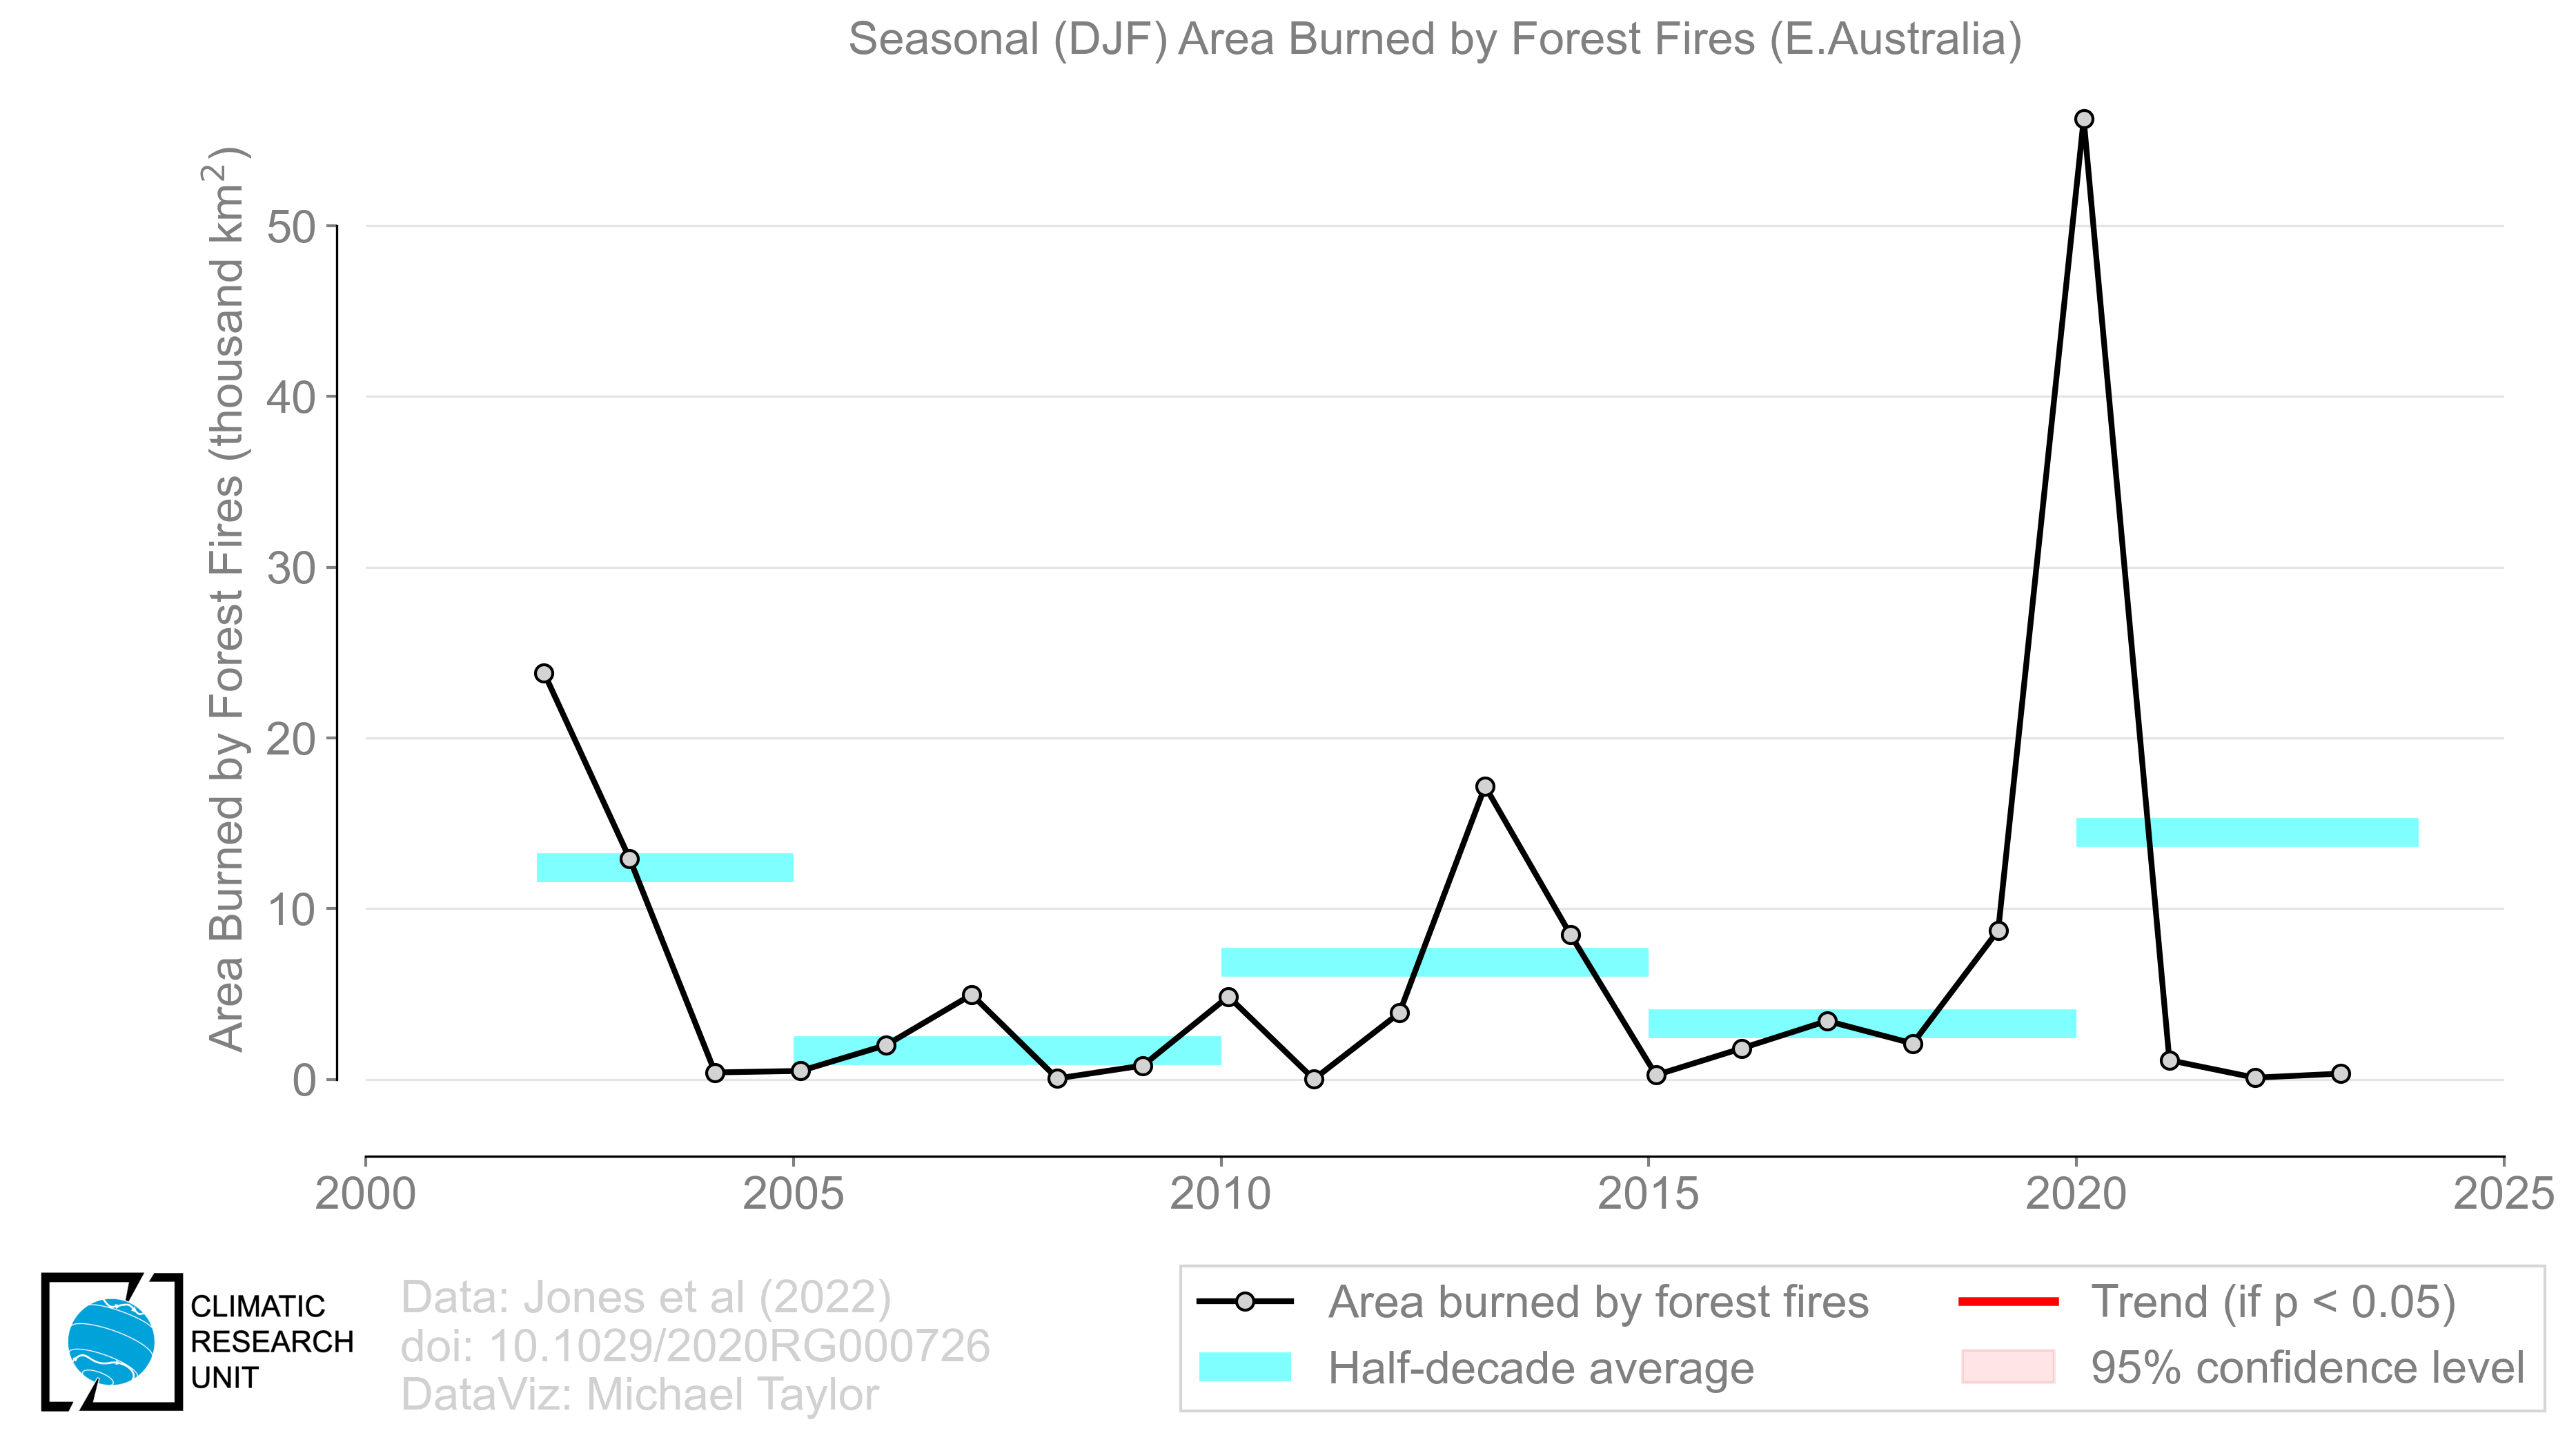 Seasonal (DJF) Area Burned by Forest Fires (E.Australia)
Area Burned by Forest Fires (thousand km²)
50
40
30
20
10
0
2000
2005
2010
2015
2020
2025
CLIMATIC
RESEARCH
UNIT
Data: Jones et al (2022)
doi: 10.1029/2020RG000726
DataViz: Michael Taylor
Area burned by forest fires
Half-decade average
Trend (if p < 0.05)
95% confidence level